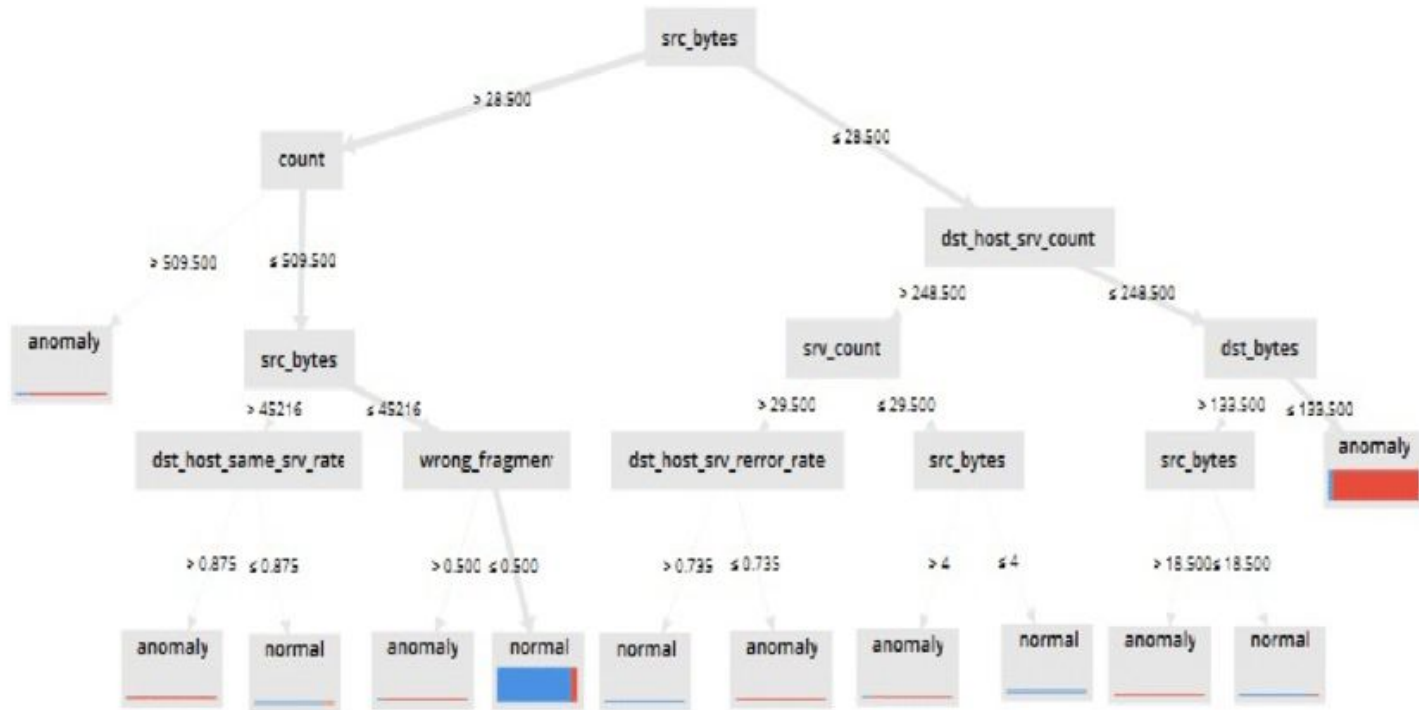 src_bytes
> 28.500
≤ 28.500
count
dst_host_srv_count
> 509.500
≤ 509.500
> 248.500
≤ 248.500
anomaly
src_bytes
srv_count
dst_bytes
> 45216
≤ 45216
> 29.500
≤ 29.500
> 133.500
≤ 133.500
dst_host_same_srv_rate
wrong_fragment
dst_host_srv_rerror_rate
src_bytes
src_bytes
anomaly
> 0.875
≤ 0.875
> 0.500
≤ 0.500
> 0.735
≤ 0.735
> 4
≤ 4
> 18.500
≤ 18.500
anomaly
normal
anomaly
normal
normal
anomaly
anomaly
normal
anomaly
normal